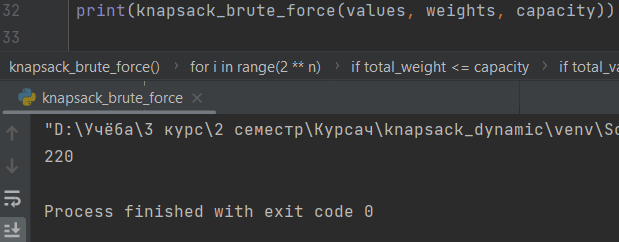 32 print(knapsack_brute_force(values, weights, capacity))
33
knapsack_brute_force() › for i in range(2 ** n) › if total_weight <= capacity › if total_va
knapsack_brute_force ×
"D:\Учёба\3 курс\2 семестр\Курсач\knapsack_dynamic\venv\Sc
220
Process finished with exit code 0